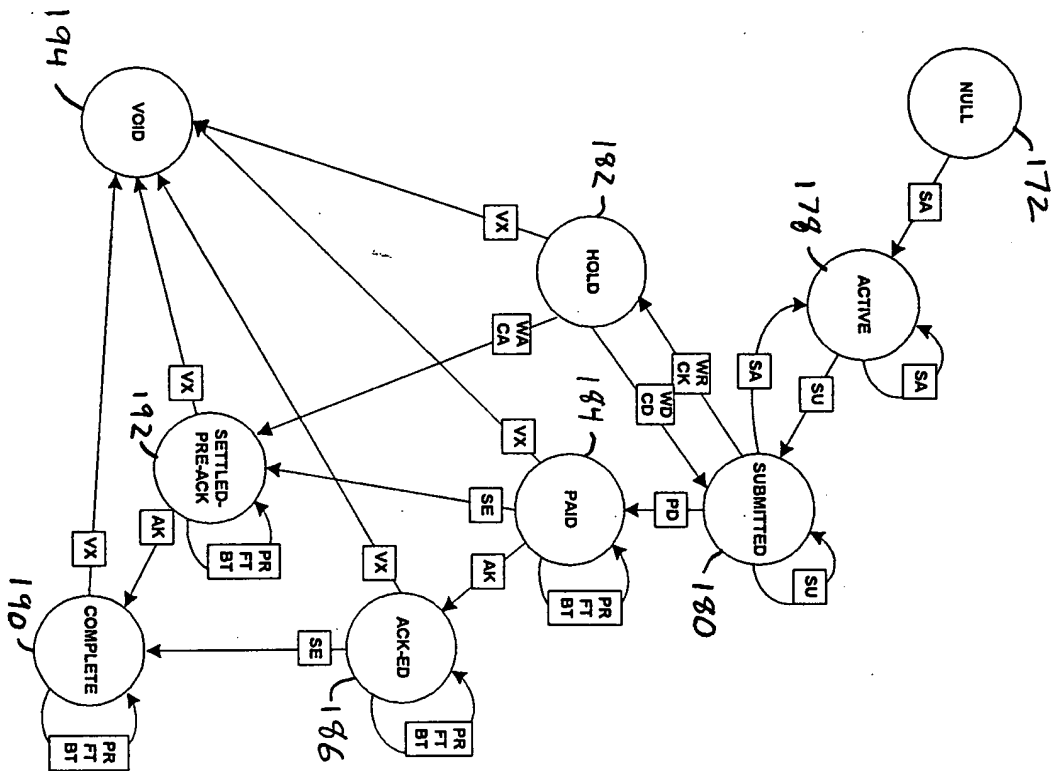 NULL
172
SA
178
ACTIVE
SA
SA
SU
SUBMITTED
SU
180
182
HOLD
WR
CK
WD
CD
PD
184
PAID
PR
FT
BT
VX
WA
CA
VX
SE
AK
ACK-ED
186
PR
FT
BT
VX
SE
192
SETTLED-
PRE-ACK
PR
FT
BT
VX
AK
194
VOID
VX
COMPLETE
190
PR
FT
BT